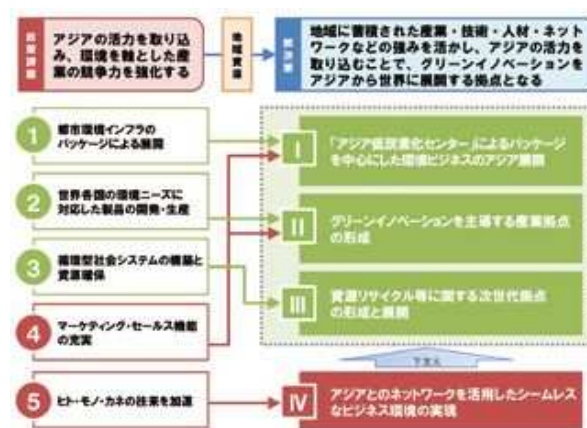 政策課題
アジアの活力を取り込
み、環境を軸とした産
業の競争力を強化する
地域資源
解決策
地域に蓄積された産業・技術・人材・ネット
ワークなどの強みを活かし、アジアの活力を
取り込むことで、グリーンイノベーションを
アジアから世界に展開する拠点となる
1
都市環境インフラの
パッケージによる展開
2
世界各国の環境ニーズに
対応した製品の開発・生産
3
循環型社会システムの構築と
資源確保
4
マーケティング・セールス機能
の充実
5
ヒト・モノ・カネの往来を加速
I
「アジア低炭素化センター」によるパッケージ
を中心にした環境ビジネスのアジア展開
II
グリーンイノベーションを主導する産業拠点
の形成
III
資源リサイクル等に関する次世代拠点
の形成と展開
IV
アジアとのネットワークを活用したシームレス
なビジネス環境の実現